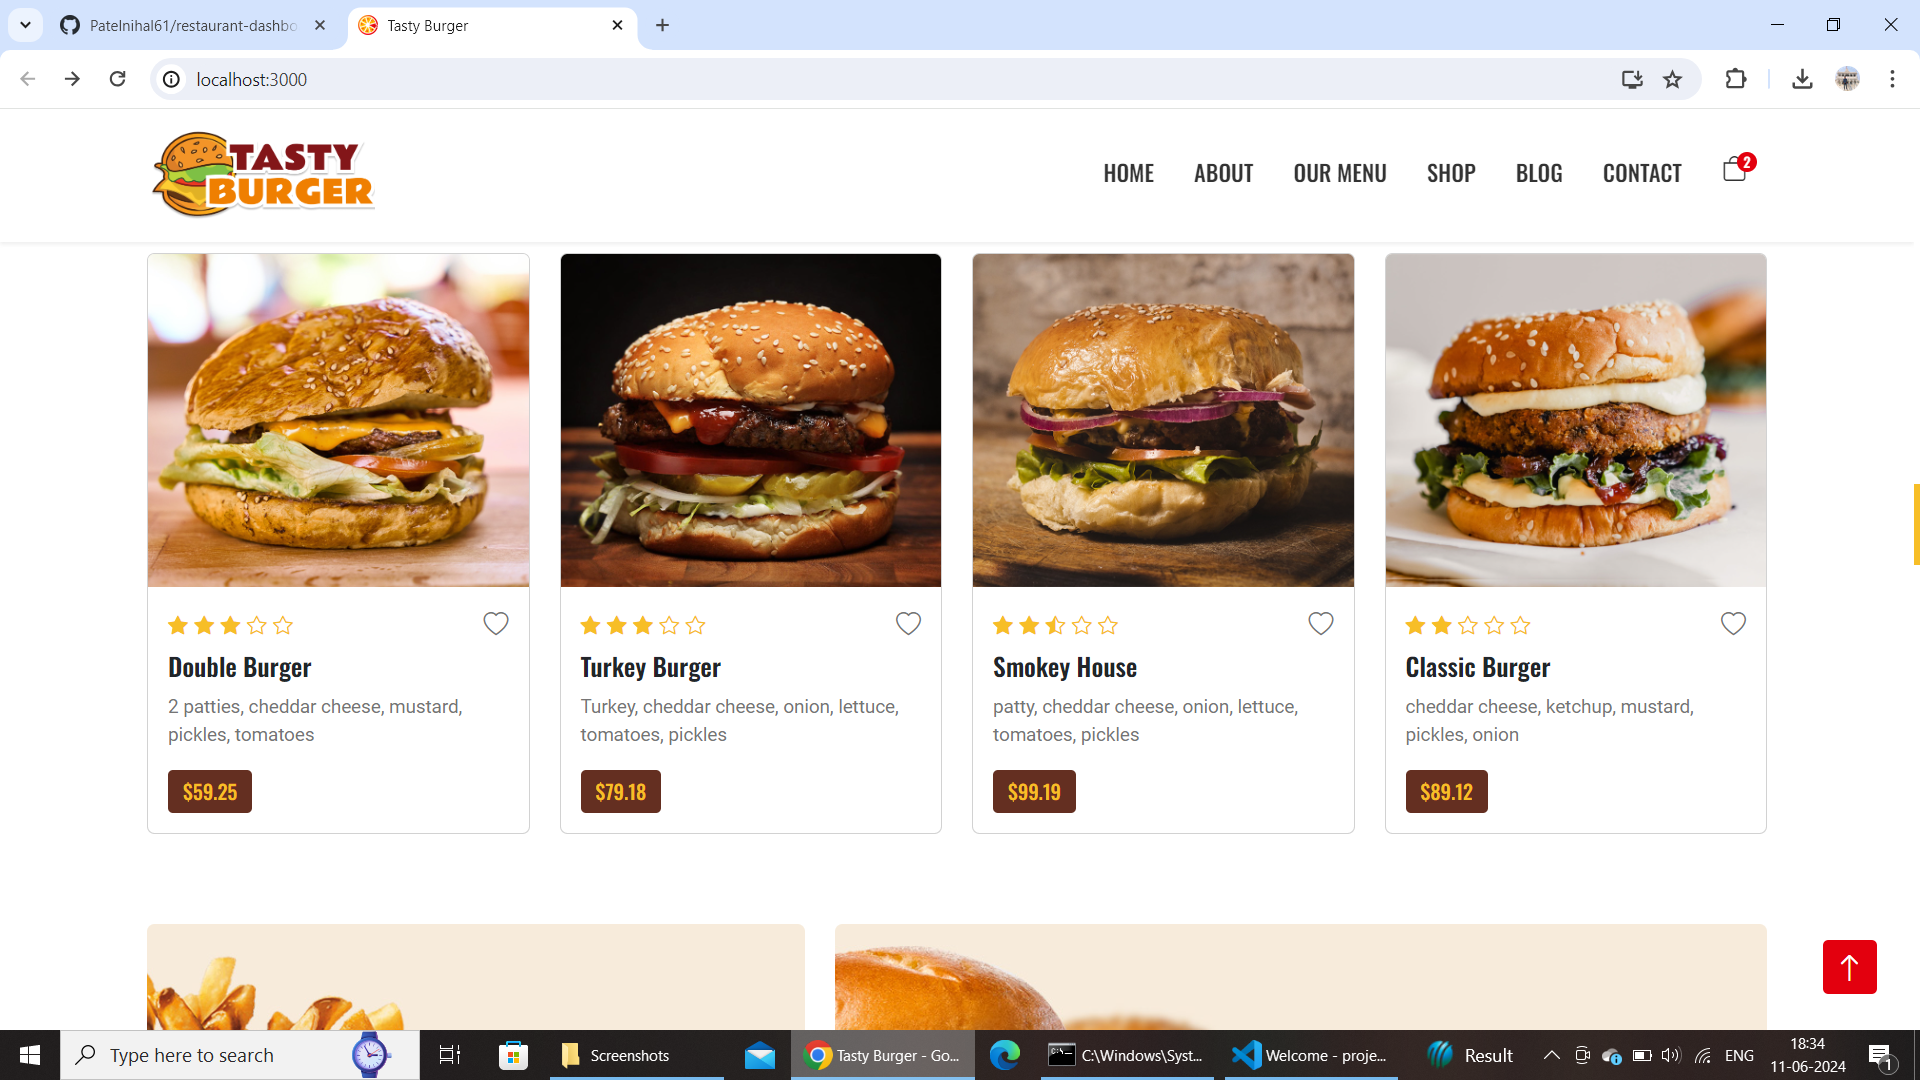 Patelnihal61/restaurant-dashbo
Tasty Burger
localhost:3000
TASTY
BURGER
HOME
ABOUT
OUR MENU
SHOP
BLOG
CONTACT
2
Double Burger
2 patties, cheddar cheese, mustard,
pickles, tomatoes
$59.25
Turkey Burger
Turkey, cheddar cheese, onion, lettuce,
tomatoes, pickles
$79.18
Smokey House
patty, cheddar cheese, onion, lettuce,
tomatoes, pickles
$99.19
Classic Burger
cheddar cheese, ketchup, mustard,
pickles, onion
$89.12
Type here to search
Screenshots
Tasty Burger - Go...
C:\Windows\Syst...
Welcome - proje...
Result
ENG
18:34
11-06-2024
1